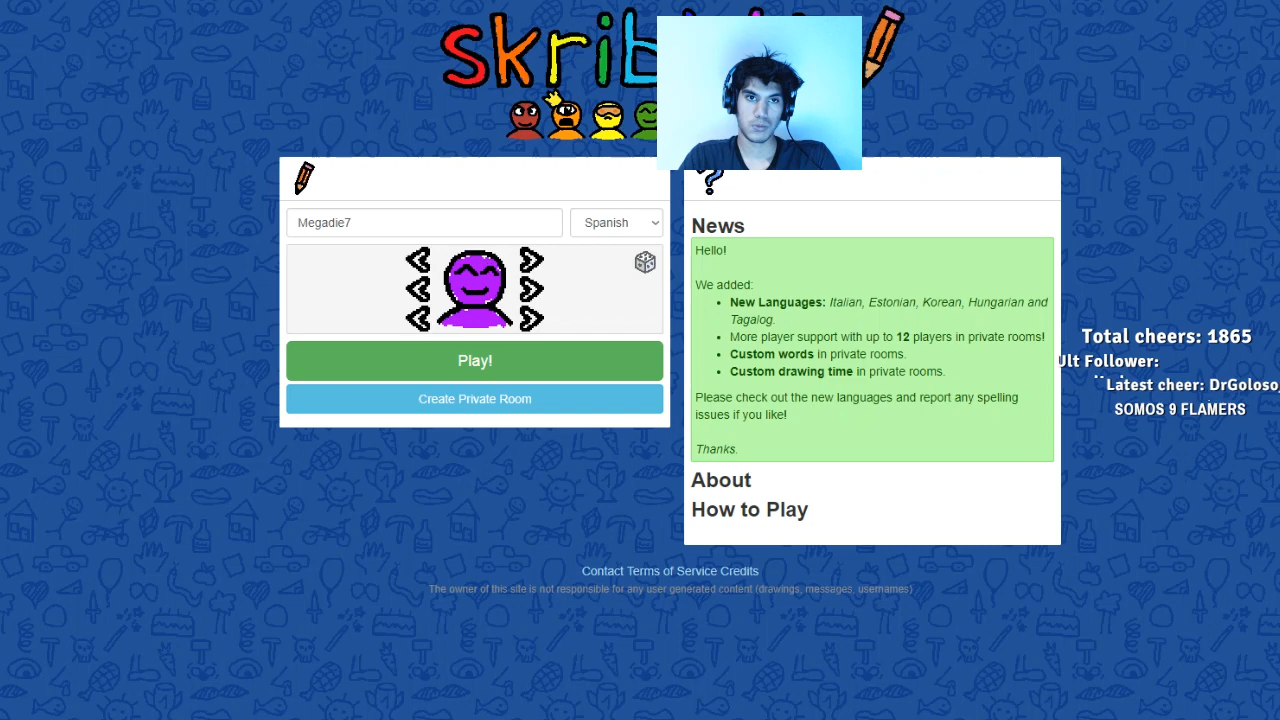 skrib
Megadie7
Spanish
Play!
Create Private Room
?
News
Hello!
We added:
New Languages: Italian, Estonian, Korean, Hungarian and
Tagalog.
More player support with up to 12 players in private rooms!
Custom words in private rooms.
Custom drawing time in private rooms.
Please check out the new languages and report any spelling
issues if you like!
Thanks.
About
How to Play
Total cheers: 1865
Ult Follower:
Latest cheer: DrGoloso
SOMOS 9 FLAMERS
Contact Terms of Service Credits
The owner of this site is not responsible for any user generated content (drawings, messages, usernames)